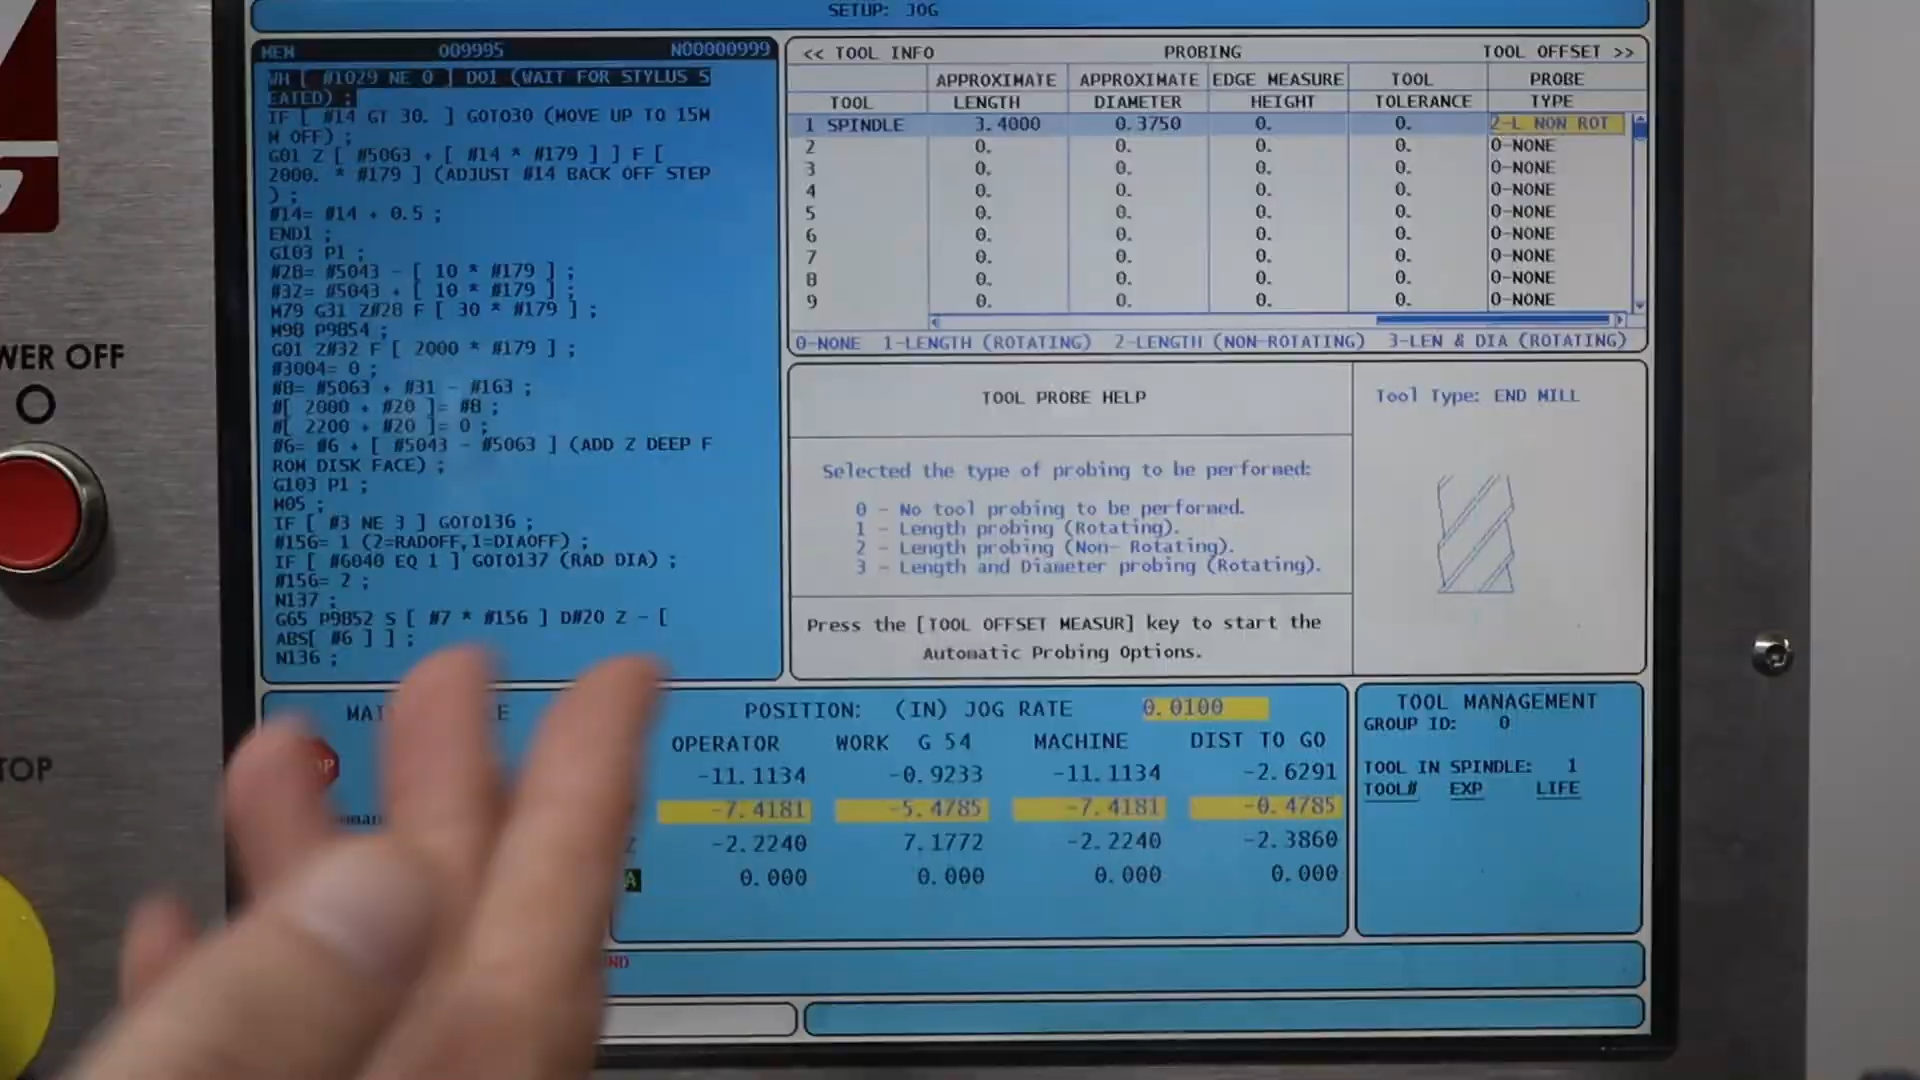 SETUP: JOG
MEM 009995 N00000999
WH [ #1029 NE 0 ] DO1 (WAIT FOR STYLUS S
EATED) ;
IF [ #14 GT 30. ] GOTO30 (MOVE UP TO 15M
M OFF) ;
G01 Z [ #5063 + [ #14 * #179 ] ] F [
2000. * #179 ] (ADJUST #14 BACK OFF STEP
) ;
#14= #14 + 0.5 ;
END1 ;
G103 P1 ;
#28= #5043 - [ 10 * #179 ] ;
#32= #5043 + [ 10 * #179 ] ;
M79 G31 Z#28 F [ 30 * #179 ] ;
M98 P9854 ;
G01 Z#32 F [ 2000 * #179 ] ;
#3004= 0 ;
#8= #5063 + #31 - #163 ;
#[ 2000 + #20 ]= #8 ;
#[ 2200 + #20 ]= 0 ;
#6= #6 + [ #5043 - #5063 ] (ADD Z DEEP F
ROM DISK FACE) ;
G103 P1 ;
M05 ;
IF [ #3 NE 3 ] GOTO136 ;
#156= 1 (2=RADOFF,1=DIAOFF) ;
IF [ #6040 EQ 1 ] GOTO137 (RAD DIA) ;
#156= 2 ;
N137 ;
G65 P9852 S [ #7 * #156 ] D#20 Z - [
ABS[ #6 ] ] ;
N136 ;
<< TOOL INFO PROBING TOOL OFFSET >>
APPROXIMATE APPROXIMATE EDGE MEASURE TOOL PROBE
TOOL LENGTH DIAMETER HEIGHT TOLERANCE TYPE
1 SPINDLE 3.4000 0.3750 0. 0. 2-L NON ROT
2 0. 0. 0. 0. 0-NONE
3 0. 0. 0. 0. 0-NONE
4 0. 0. 0. 0. 0-NONE
5 0. 0. 0. 0. 0-NONE
6 0. 0. 0. 0. 0-NONE
7 0. 0. 0. 0. 0-NONE
8 0. 0. 0. 0. 0-NONE
9 0. 0. 0. 0. 0-NONE
0-NONE 1-LENGTH (ROTATING) 2-LENGTH (NON-ROTATING) 3-LEN & DIA (ROTATING)
TOOL PROBE HELP
Selected the type of probing to be performed:
0 - No tool probing to be performed.
1 - Length probing (Rotating).
2 - Length probing (Non- Rotating).
3 - Length and Diameter probing (Rotating).
Press the [TOOL OFFSET MEASUR] key to start the
Automatic Probing Options.
Tool Type: END MILL
POSITION: (IN) JOG RATE 0.0100
OPERATOR WORK G 54 MACHINE DIST TO GO
-11.1134 -0.9233 -11.1134 -2.6291
-7.4181 -5.4785 -7.4181 -0.4785
Z -2.2240 7.1772 -2.2240 -2.3860
A 0.000 0.000 0.000 0.000
TOOL MANAGEMENT
GROUP ID: 0
TOOL IN SPINDLE: 1
TOOL# EXP LIFE
WER OFF
TOP